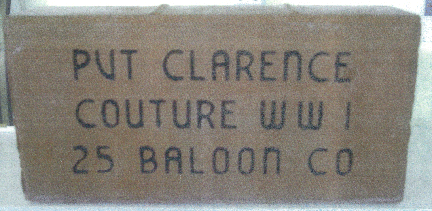 PVT CLARENCE
COUTURE WW I
25 BALOON CO